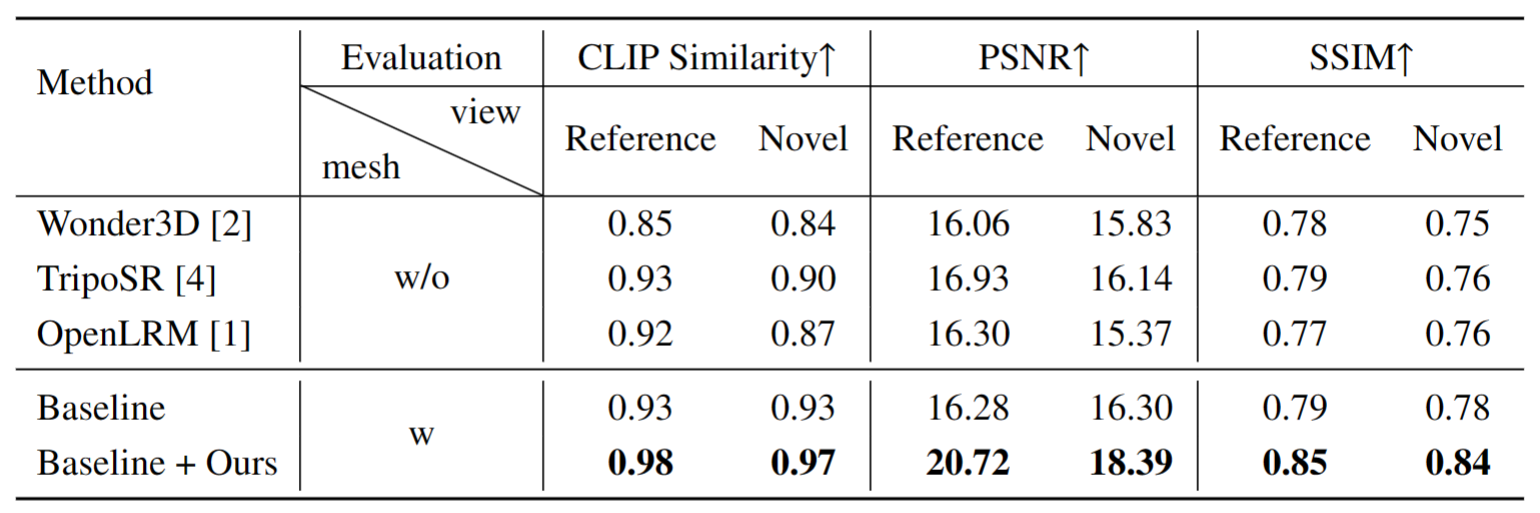 Method Evaluation CLIP Similarity↑ PSNR↑ SSIM↑
view
mesh
Reference Novel Reference Novel Reference Novel
Wonder3D [2] 0.85 0.84 16.06 15.83 0.78 0.75
TripoSR [4] w/o 0.93 0.90 16.93 16.14 0.79 0.76
OpenLRM [1] 0.92 0.87 16.30 15.37 0.77 0.76
Baseline 0.93 0.93 16.28 16.30 0.79 0.78
w
Baseline + Ours 0.98 0.97 20.72 18.39 0.85 0.84